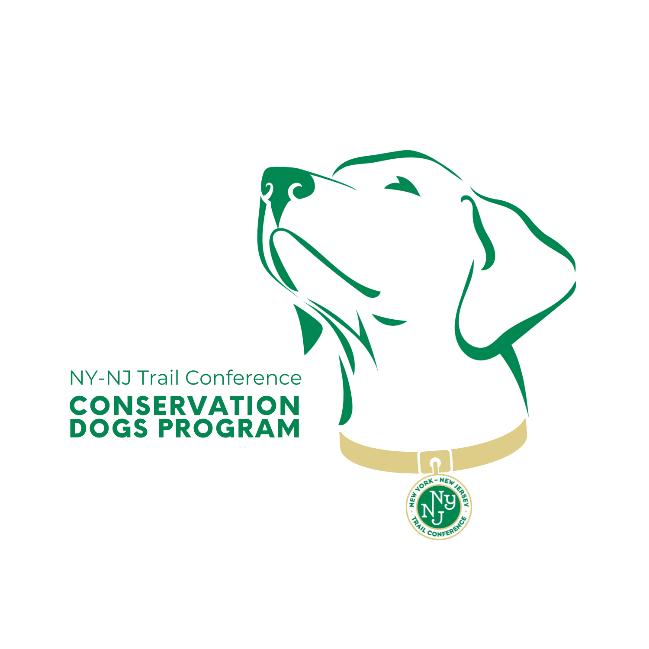 NY-NJ Trail Conference
CONSERVATION
DOGS PROGRAM
NEW YORK - NEW JERSEY
NY
NJ
TRAIL CONFERENCE